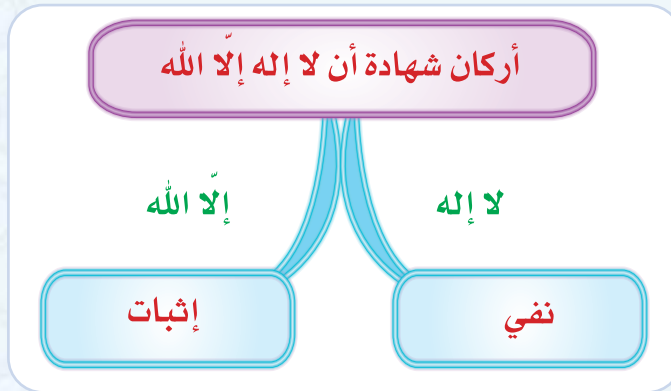 أركان شهادة أن لا إله إلّا الله
لا إله
إلّا الله
نفي
إثبات